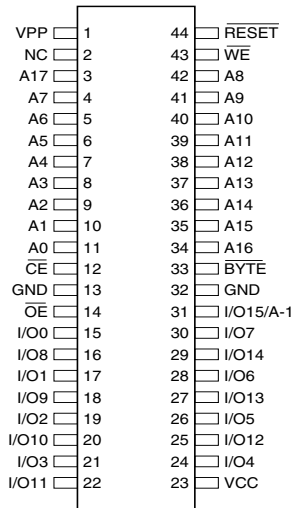 VPP 1 44 RESET
NC 2 43 WE
A17 3 42 A8
A7 4 41 A9
A6 5 40 A10
A5 6 39 A11
A4 7 38 A12
A3 8 37 A13
A2 9 36 A14
A1 10 35 A15
A0 11 34 A16
CE 12 33 BYTE
GND 13 32 GND
OE 14 31 I/O15/A-1
I/O0 15 30 I/O7
I/O8 16 29 I/O14
I/O1 17 28 I/O6
I/O9 18 27 I/O13
I/O2 19 26 I/O5
I/O10 20 25 I/O12
I/O3 21 24 I/O4
I/O11 22 23 VCC